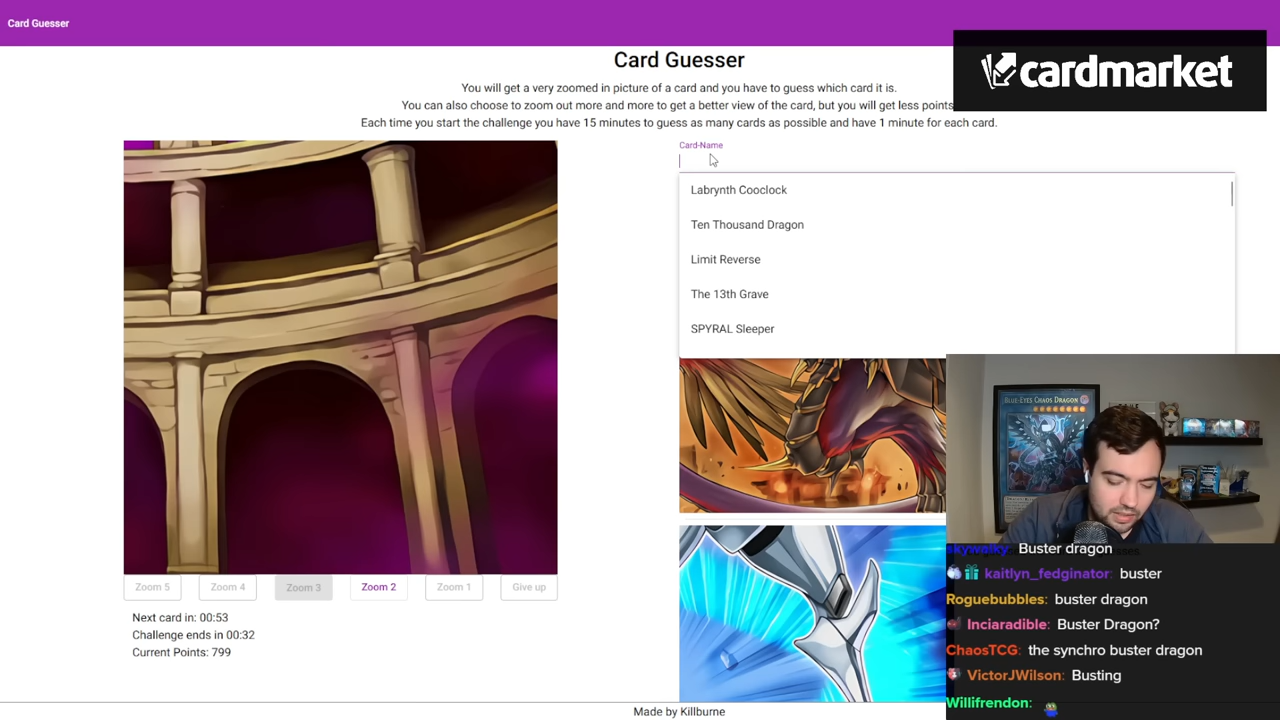 Card Guesser
cardmarket
Card Guesser
You will get a very zoomed in picture of a card and you have to guess which card it is.
You can also choose to zoom out more and more to get a better view of the card, but you will get less points
Each time you start the challenge you have 15 minutes to guess as many cards as possible and have 1 minute for each card.
Card-Name
Labrynth Cooclock
Ten Thousand Dragon
Limit Reverse
The 13th Grave
SPYRAL Sleeper
BLUE-EYES CHAOS DRAGON
Zoom 5 Zoom 4 Zoom 3 Zoom 2 Zoom 1 Give up
Next card in: 00:53
Challenge ends in 00:32
Current Points: 799
skywalky: Buster dragon
kaitlyn_fedginator: buster
Roguebubbles: buster dragon
Inciaradible: Buster Dragon?
ChaosTCG: the synchro buster dragon
VictorJWilson: Busting
Willifrendon:
Made by Killburne